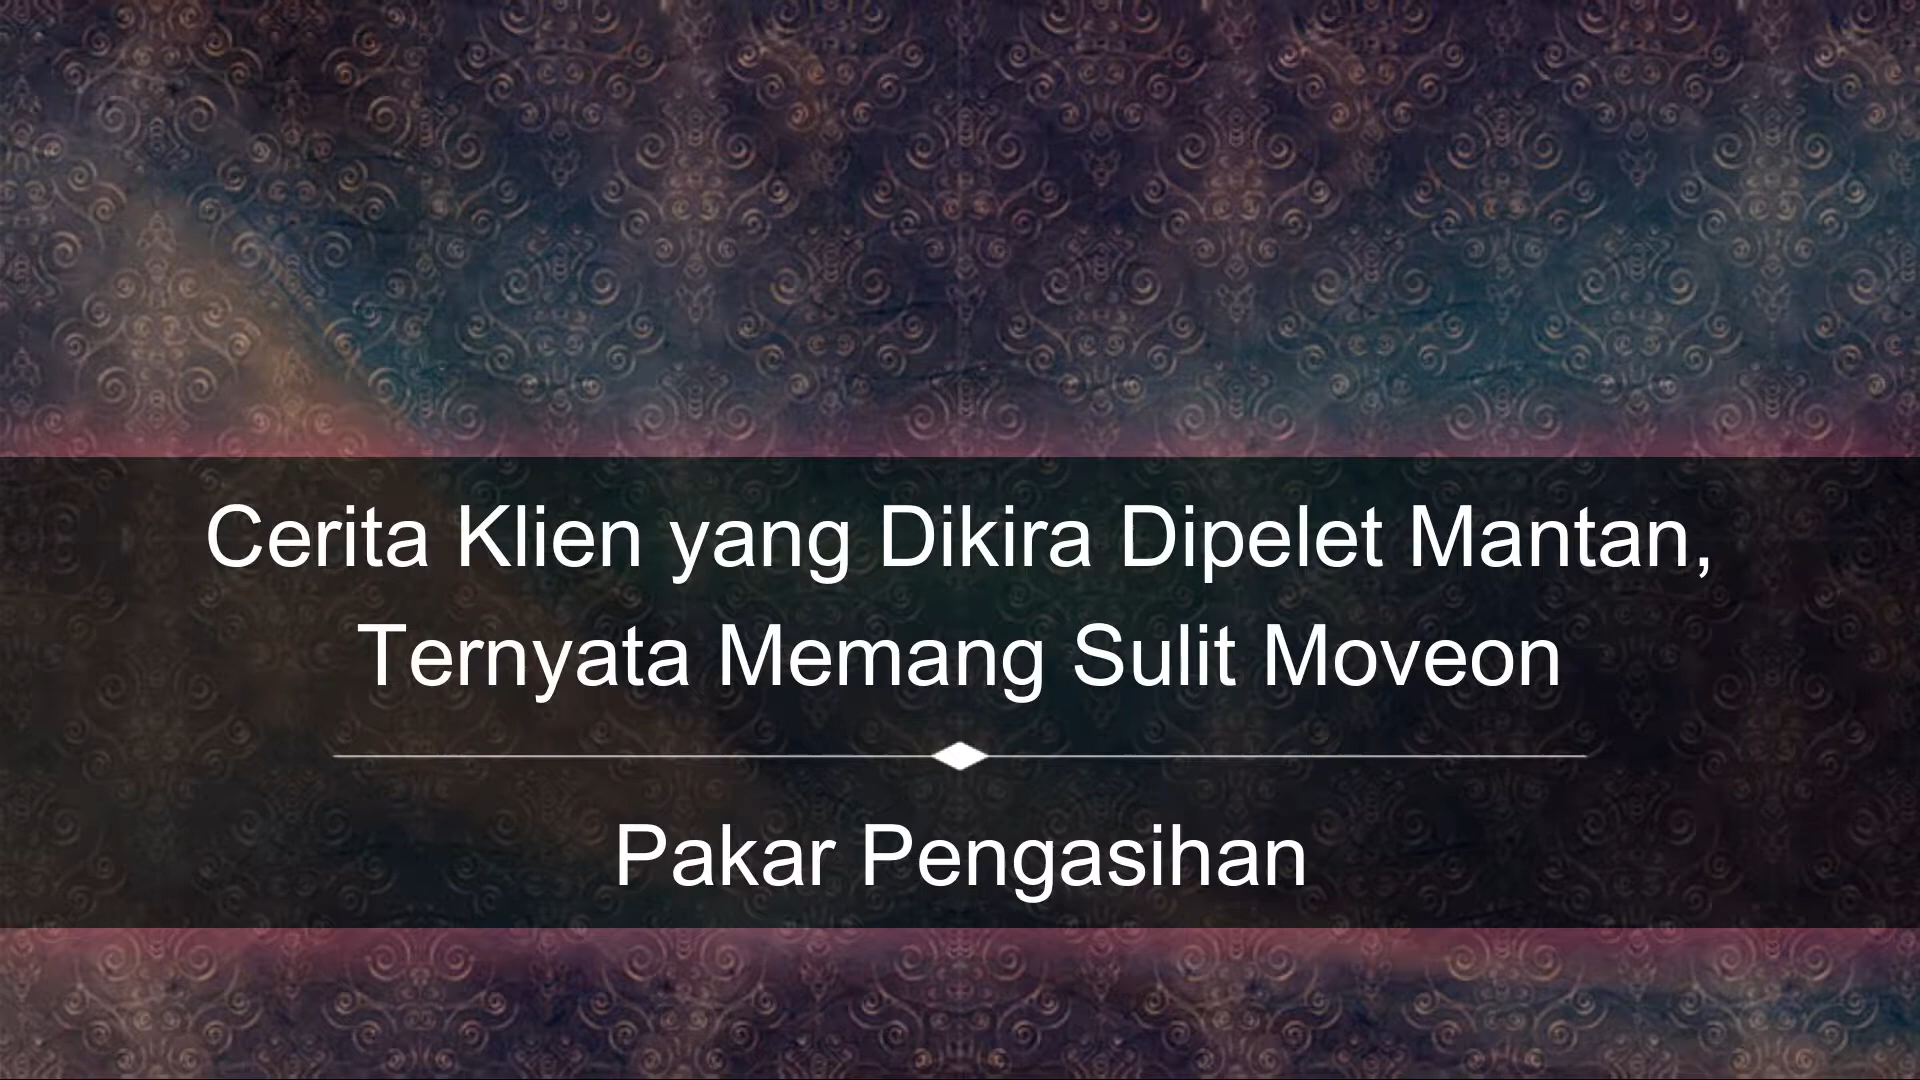 Cerita Klien yang Dikira Dipelet Mantan,
Ternyata Memang Sulit Moveon
Pakar Pengasihan